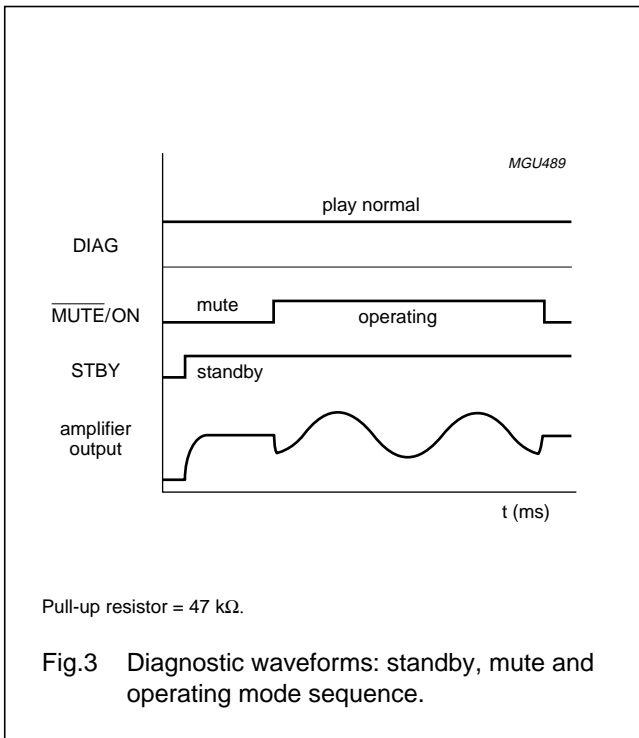 MGU489
play normal
DIAG
mute
MUTE/ON
operating
STBY
standby
amplifier
output
t (ms)
Pull-up resistor = 47 kΩ.
Fig.3 Diagnostic waveforms: standby, mute and
operating mode sequence.